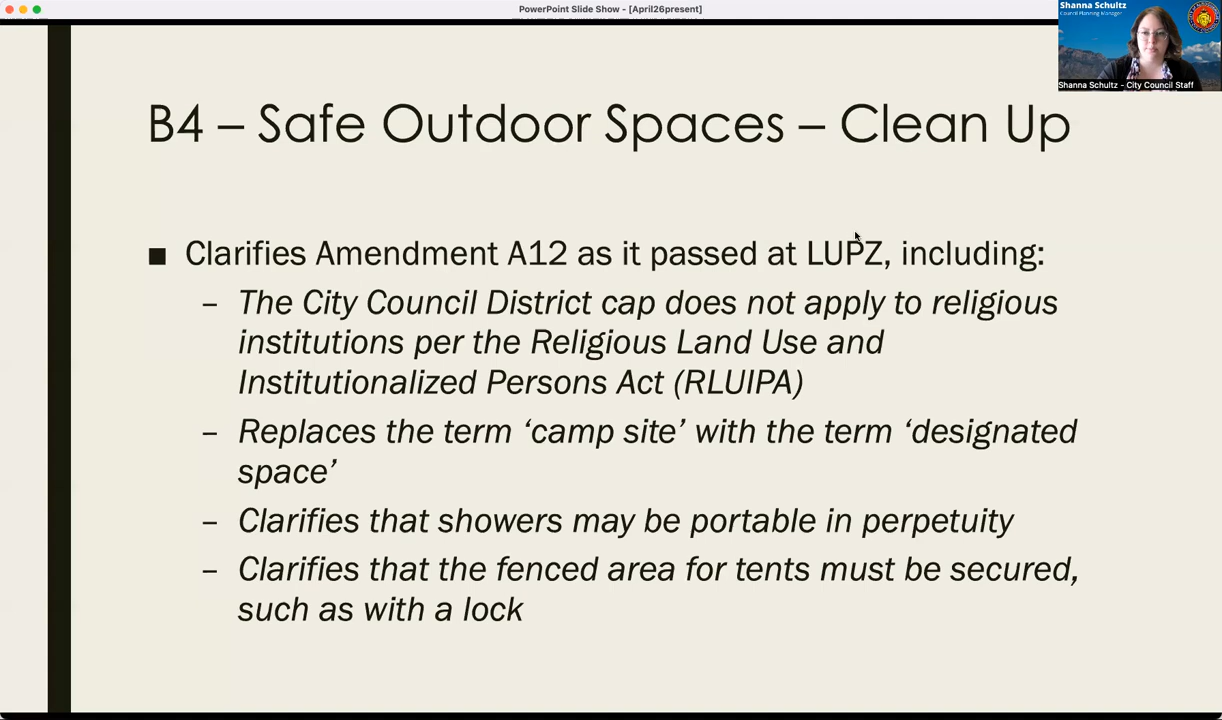 PowerPoint Slide Show - [April26present]
Shanna Schultz
Council Planning Manager
Shanna Schultz - City Council Staff
B4 – Safe Outdoor Spaces – Clean Up
■ Clarifies Amendment A12 as it passed at LUPZ, including:
– The City Council District cap does not apply to religious
institutions per the Religious Land Use and
Institutionalized Persons Act (RLUIPA)
– Replaces the term ‘camp site’ with the term ‘designated
space’
– Clarifies that showers may be portable in perpetuity
– Clarifies that the fenced area for tents must be secured,
such as with a lock